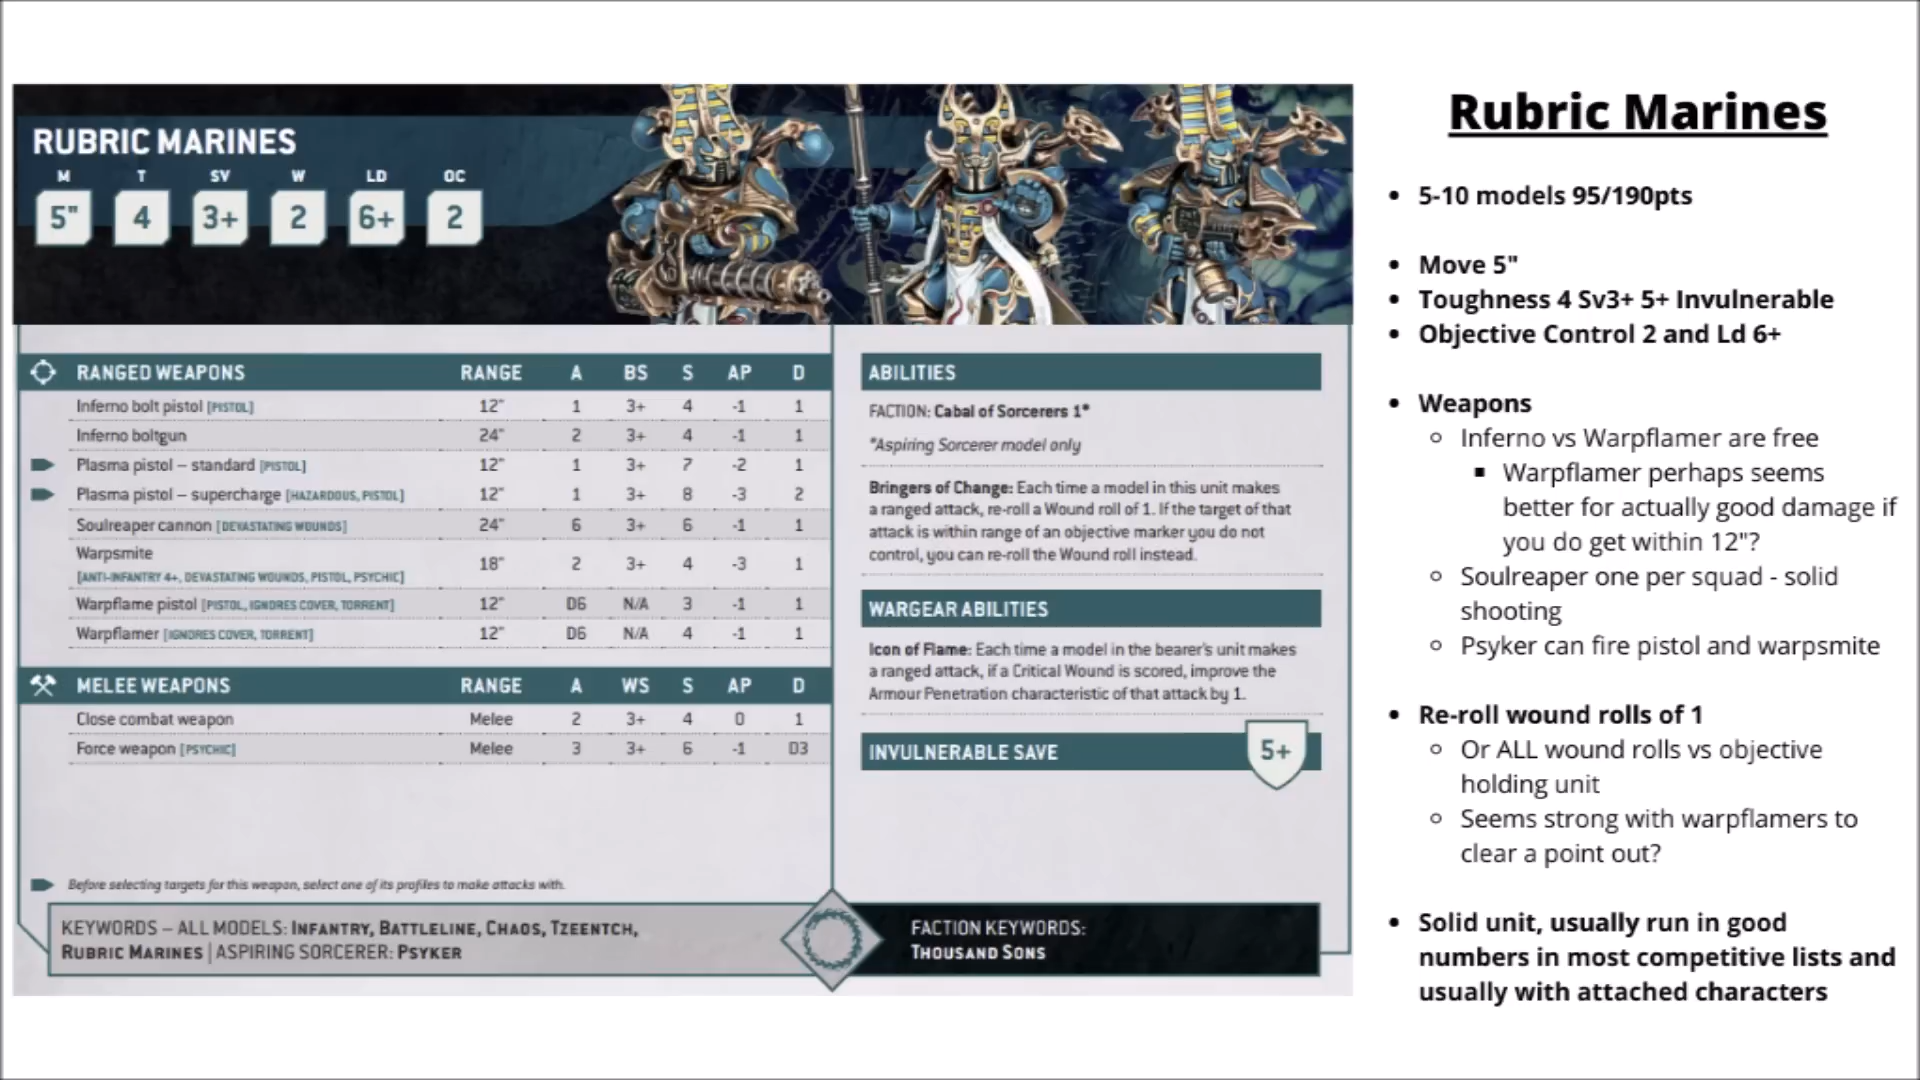 RUBRIC MARINES
M T SV W LD OC
5" 4 3+ 2 6+ 2
RANGED WEAPONS RANGE A BS S AP D
Inferno bolt pistol [PISTOL] 12" 1 3+ 4 -1 1
Inferno boltgun 24" 2 3+ 4 -1 1
Plasma pistol – standard [PISTOL] 12" 1 3+ 7 -2 1
Plasma pistol – supercharge [HAZARDOUS, PISTOL] 12" 1 3+ 8 -3 2
Soulreaper cannon [DEVASTATING WOUNDS] 24" 6 3+ 6 -1 1
Warpsmite
[ANTI-INFANTRY 4+, DEVASTATING WOUNDS, PISTOL, PSYCHIC] 18" 2 3+ 4 -3 1
Warpflame pistol [PISTOL, IGNORES COVER, TORRENT] 12" D6 N/A 3 -1 1
Warpflamer [IGNORES COVER, TORRENT] 12" D6 N/A 4 -1 1
MELEE WEAPONS RANGE A WS S AP D
Close combat weapon Melee 2 3+ 4 0 1
Force weapon [PSYCHIC] Melee 3 3+ 6 -1 D3
Before selecting targets for this weapon, select one of its profiles to make attacks with.
KEYWORDS – ALL MODELS: INFANTRY, BATTLELINE, CHAOS, TZEENTCH,
RUBRIC MARINES | ASPIRING SORCERER: PSYKER
ABILITIES
FACTION: Cabal of Sorcerers 1*
*Aspiring Sorcerer model only
Bringers of Change: Each time a model in this unit makes
a ranged attack, re-roll a Wound roll of 1. If the target of that
attack is within range of an objective marker you do not
control, you can re-roll the Wound roll instead.
WARGEAR ABILITIES
Icon of Flame: Each time a model in the bearer's unit makes
a ranged attack, if a Critical Wound is scored, improve the
Armour Penetration characteristic of that attack by 1.
INVULNERABLE SAVE 5+
FACTION KEYWORDS:
THOUSAND SONS
Rubric Marines
• 5-10 models 95/190pts
• Move 5"
• Toughness 4 Sv3+ 5+ Invulnerable
• Objective Control 2 and Ld 6+
• Weapons
○ Inferno vs Warpflamer are free
▪ Warpflamer perhaps seems
better for actually good damage if
you do get within 12"?
○ Soulreaper one per squad - solid
shooting
○ Psyker can fire pistol and warpsmite
• Re-roll wound rolls of 1
○ Or ALL wound rolls vs objective
holding unit
○ Seems strong with warpflamers to
clear a point out?
• Solid unit, usually run in good
numbers in most competitive lists and
usually with attached characters